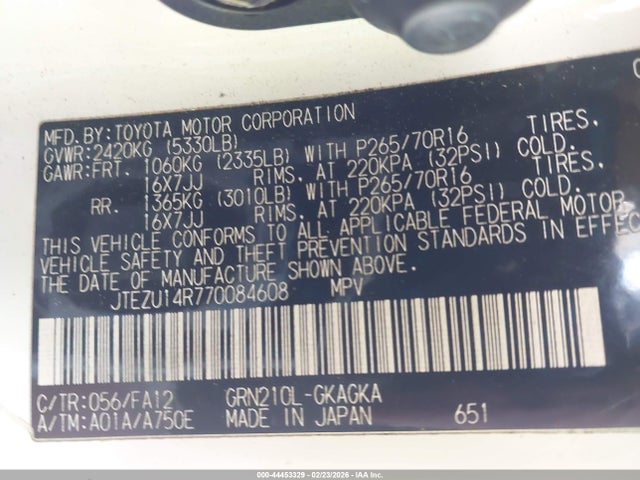 MFD. BY: TOYOTA MOTOR CORPORATION
GVWR: 2420KG (5330LB)
GAWR: FRT. 1060KG (2335LB) WITH P265/70R16 TIRES,
16X7JJ RIMS, AT 220KPA (32PSI) COLD.
RR. 1365KG (3010LB) WITH P265/70R16 TIRES,
16X7JJ RIMS, AT 220KPA (32PSI) COLD.
THIS VEHICLE CONFORMS TO ALL APPLICABLE FEDERAL MOTOR
VEHICLE SAFETY AND THEFT PREVENTION STANDARDS IN EFFEC
THE DATE OF MANUFACTURE SHOWN ABOVE.
JTEZU14R770084608 MPV
C/TR: 056/FA12 GRN210L-GKAGKA
A/TM: A01A/A750E MADE IN JAPAN 651
000-44453329 - 02/23/2026 - IAAI.com